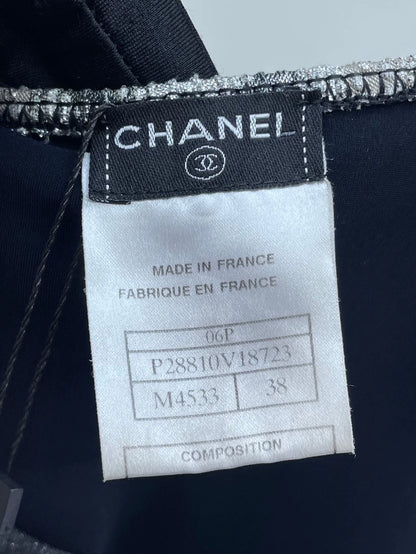 CHANEL
MADE IN FRANCE
FABRIQUE EN FRANCE
06P
P28810V18723
M4533 38
COMPOSITION